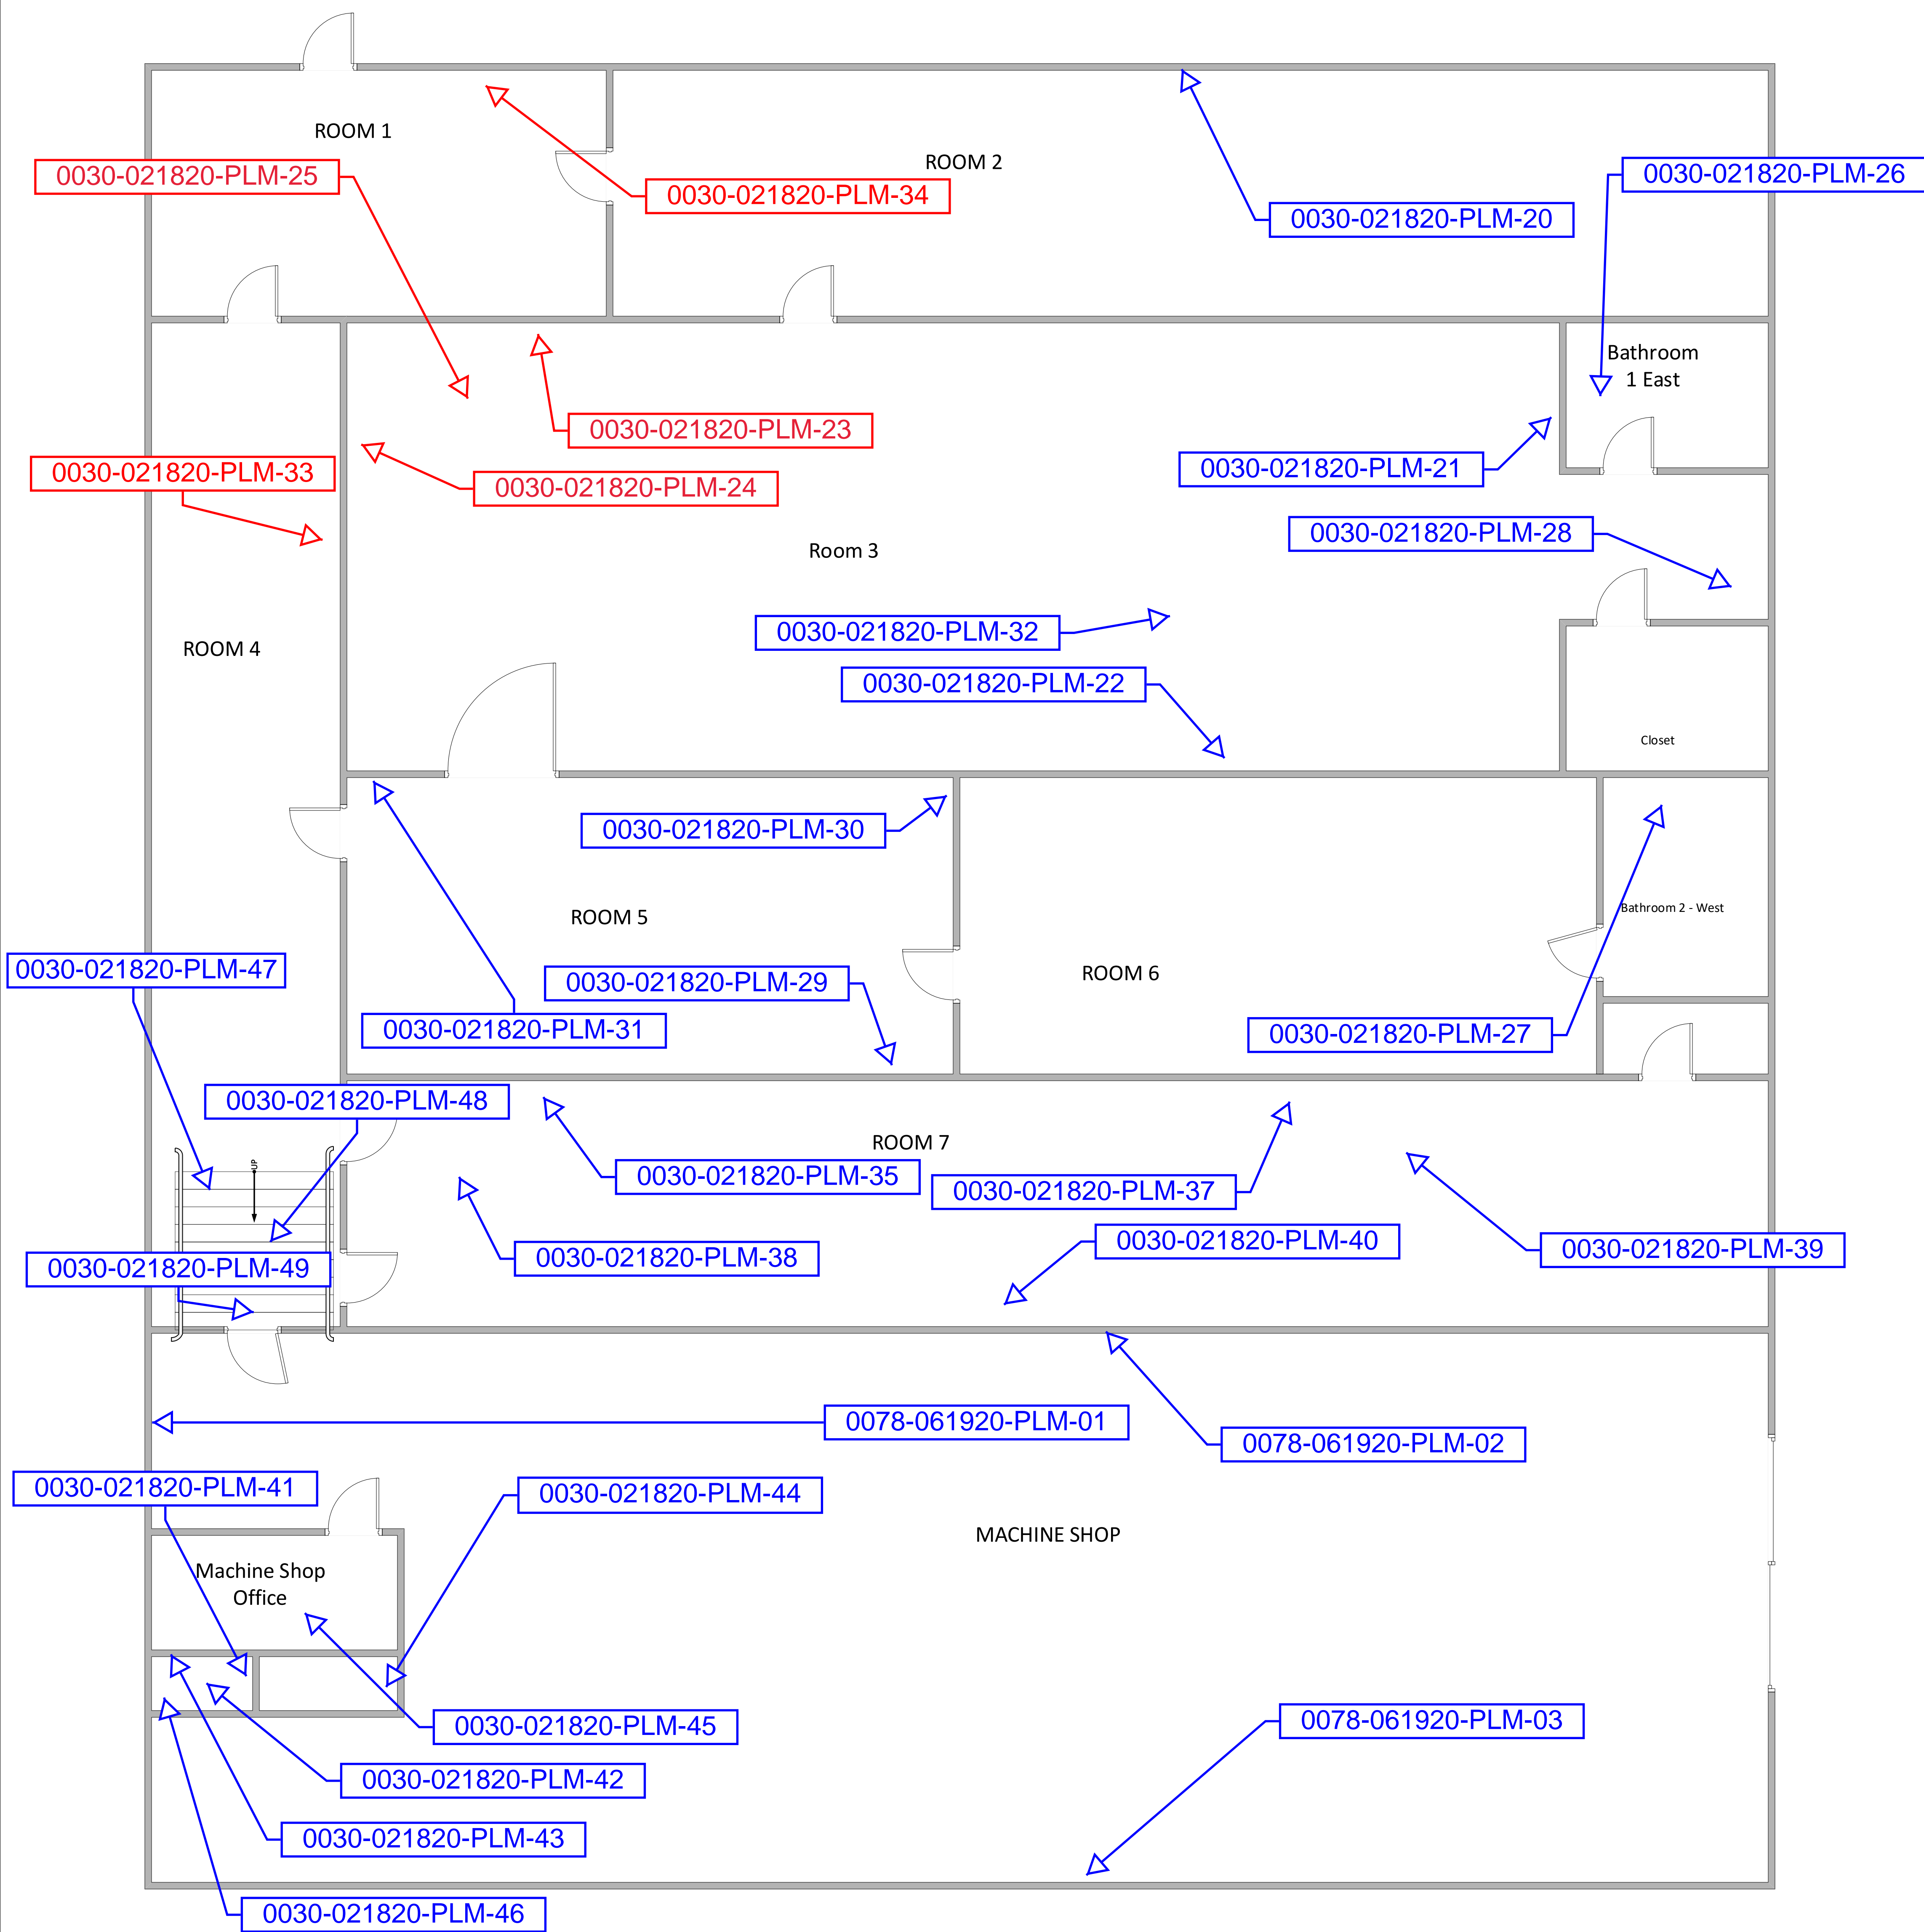 ROOM 1
ROOM 2
0030-021820-PLM-25
0030-021820-PLM-34
0030-021820-PLM-26
0030-021820-PLM-20
Bathroom
1 East
0030-021820-PLM-23
0030-021820-PLM-33
0030-021820-PLM-24
0030-021820-PLM-21
0030-021820-PLM-28
Room 3
0030-021820-PLM-32
ROOM 4
0030-021820-PLM-22
Closet
0030-021820-PLM-30
ROOM 5
Bathroom 2 - West
0030-021820-PLM-47
ROOM 6
0030-021820-PLM-29
0030-021820-PLM-31
0030-021820-PLM-27
0030-021820-PLM-48
ROOM 7
UP
0030-021820-PLM-35
0030-021820-PLM-37
0030-021820-PLM-38
0030-021820-PLM-40
0030-021820-PLM-39
0030-021820-PLM-49
0078-061920-PLM-01
0078-061920-PLM-02
0030-021820-PLM-41
0030-021820-PLM-44
MACHINE SHOP
Machine Shop
Office
0030-021820-PLM-45
0078-061920-PLM-03
0030-021820-PLM-42
0030-021820-PLM-43
0030-021820-PLM-46